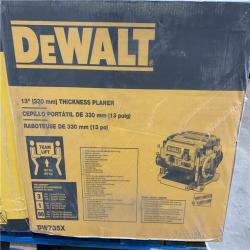 DEWALT
13" (330 mm) THICKNESS PLANER
CEPILLO PORTÁTIL DE 330 mm (13 pulg)
RABOTEUSE DE 330 mm (13 po)
TEAM
LIFT
DEWALT
DW735X